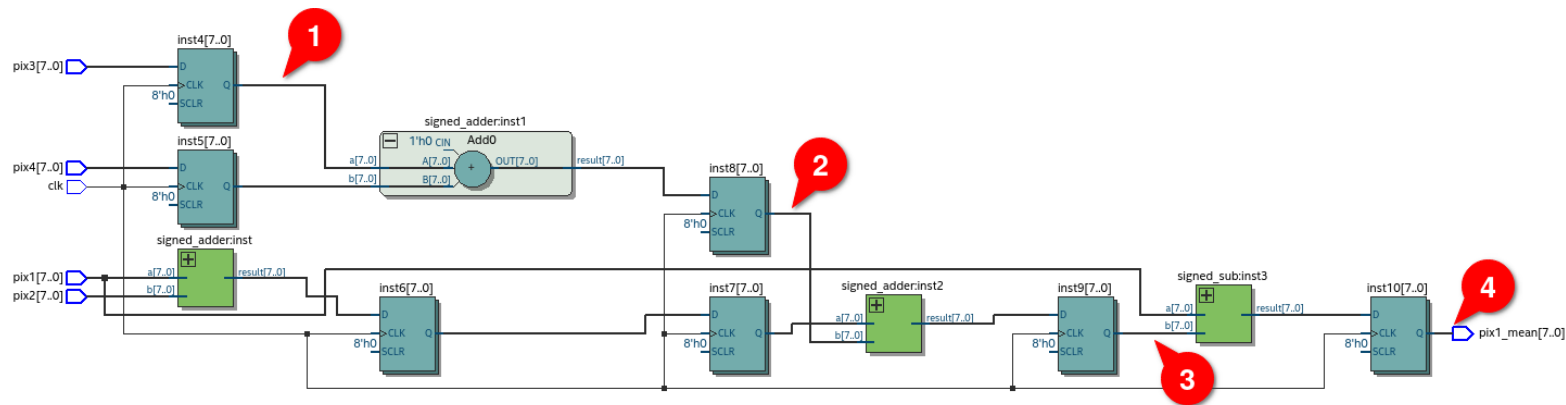 1
inst4[7..0]
pix3[7..0]
D
CLK
Q
8'h0
SCLR
signed_adder:inst1
1'h0 CIN
Add0
a[7..0]
A[7..0]
+
OUT[7..0]
result[7..0]
b[7..0]
B[7..0]
inst5[7..0]
pix4[7..0]
D
clk
CLK
Q
8'h0
SCLR
2
inst8[7..0]
D
CLK
Q
8'h0
SCLR
signed_adder:inst
pix1[7..0]
a[7..0]
result[7..0]
pix2[7..0]
b[7..0]
inst6[7..0]
D
CLK
Q
8'h0
SCLR
inst7[7..0]
D
CLK
Q
8'h0
SCLR
signed_adder:inst2
a[7..0]
result[7..0]
b[7..0]
inst9[7..0]
D
CLK
Q
8'h0
SCLR
3
signed_sub:inst3
a[7..0]
result[7..0]
b[7..0]
inst10[7..0]
D
CLK
Q
8'h0
SCLR
4
pix1_mean[7..0]